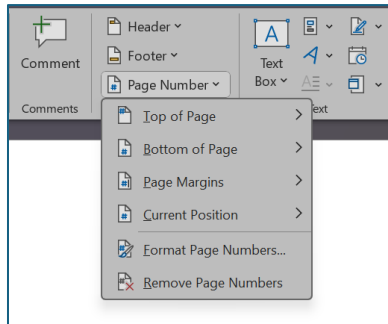 Comment
Comments
Header
Footer
Page Number
Text
Box
Top of Page
Bottom of Page
Page Margins
Current Position
Format Page Numbers...
Remove Page Numbers